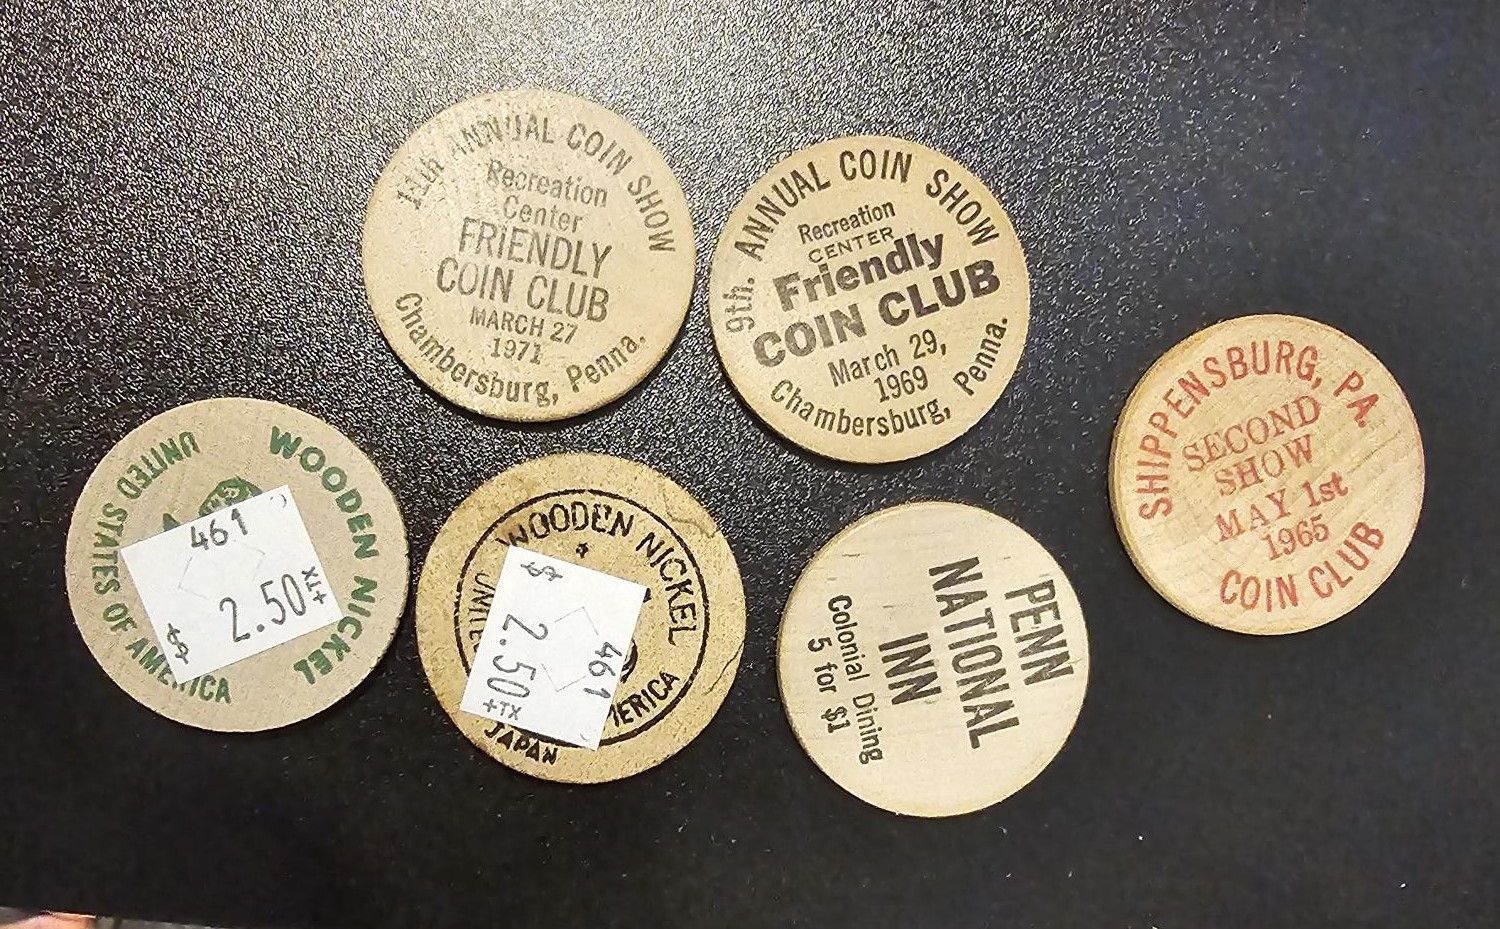 11th ANNUAL COIN SHOW
Recreation
Center
FRIENDLY
COIN CLUB
MARCH 27
1971
Chambersburg, Penna.
9th. ANNUAL COIN SHOW
Recreation
CENTER
Friendly
COIN CLUB
March 29,
1969
Chambersburg, Penna.
SHIPPENSBURG, PA.
SECOND
SHOW
MAY 1st
1965
COIN CLUB
WOODEN NICKEL
UNITED STATES OF AMERICA
461
$ 2.50 +TX
WOODEN NICKEL
JAPAN
$ 2.50 +TX
461
PENN
NATIONAL
INN
Colonial Dining
5 for $1